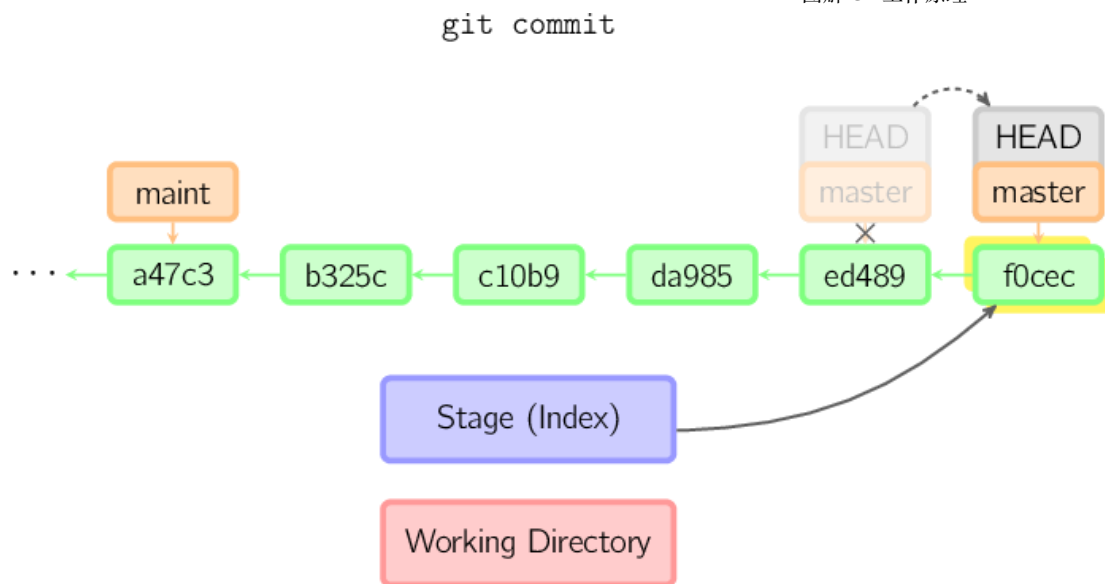 git commit
HEAD HEAD
maint master master
... a47c3 b325c c10b9 da985 ed489 f0cec
Stage (Index)
Working Directory